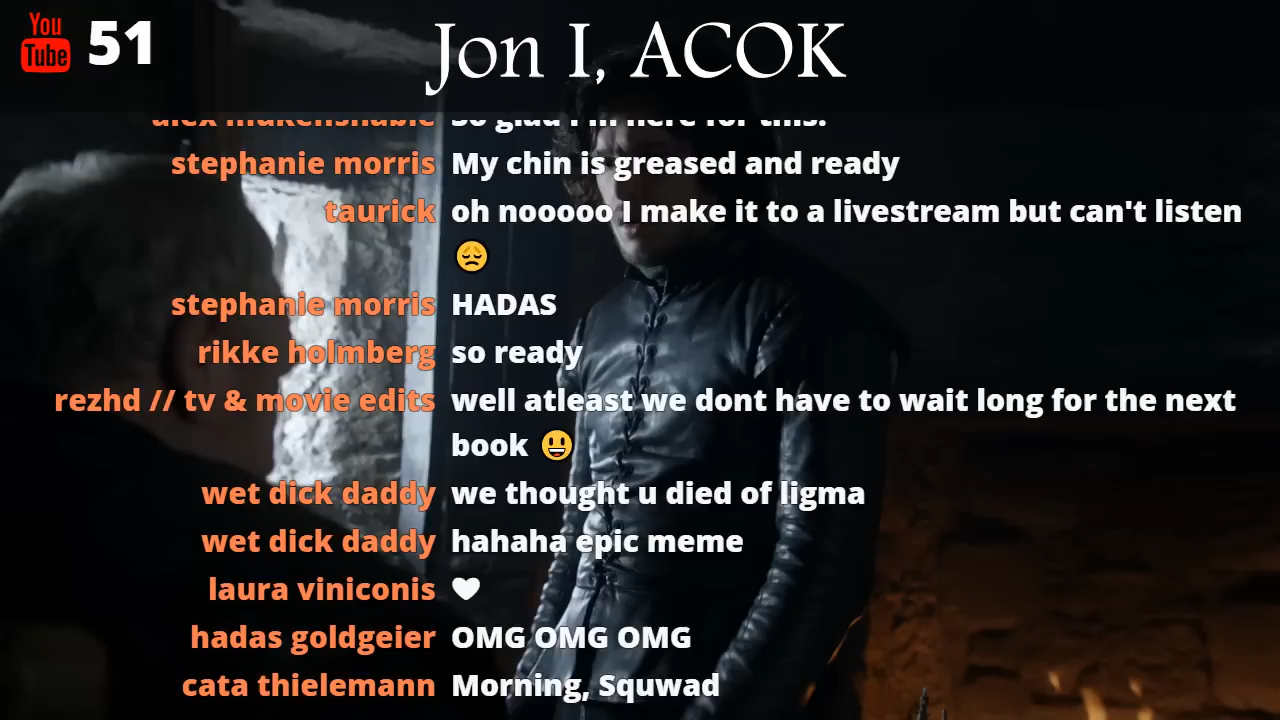 You
Tube
51
Jon I, ACOK
stephanie morris My chin is greased and ready
taurick oh nooooo I make it to a livestream but can't listen
😞
stephanie morris HADAS
rikke holmberg so ready
rezhd // tv & movie edits well atleast we dont have to wait long for the next
book 😃
wet dick daddy we thought u died of ligma
wet dick daddy hahaha epic meme
laura viniconis 🤍
hadas goldgeier OMG OMG OMG
cata thielemann Morning, Squwad